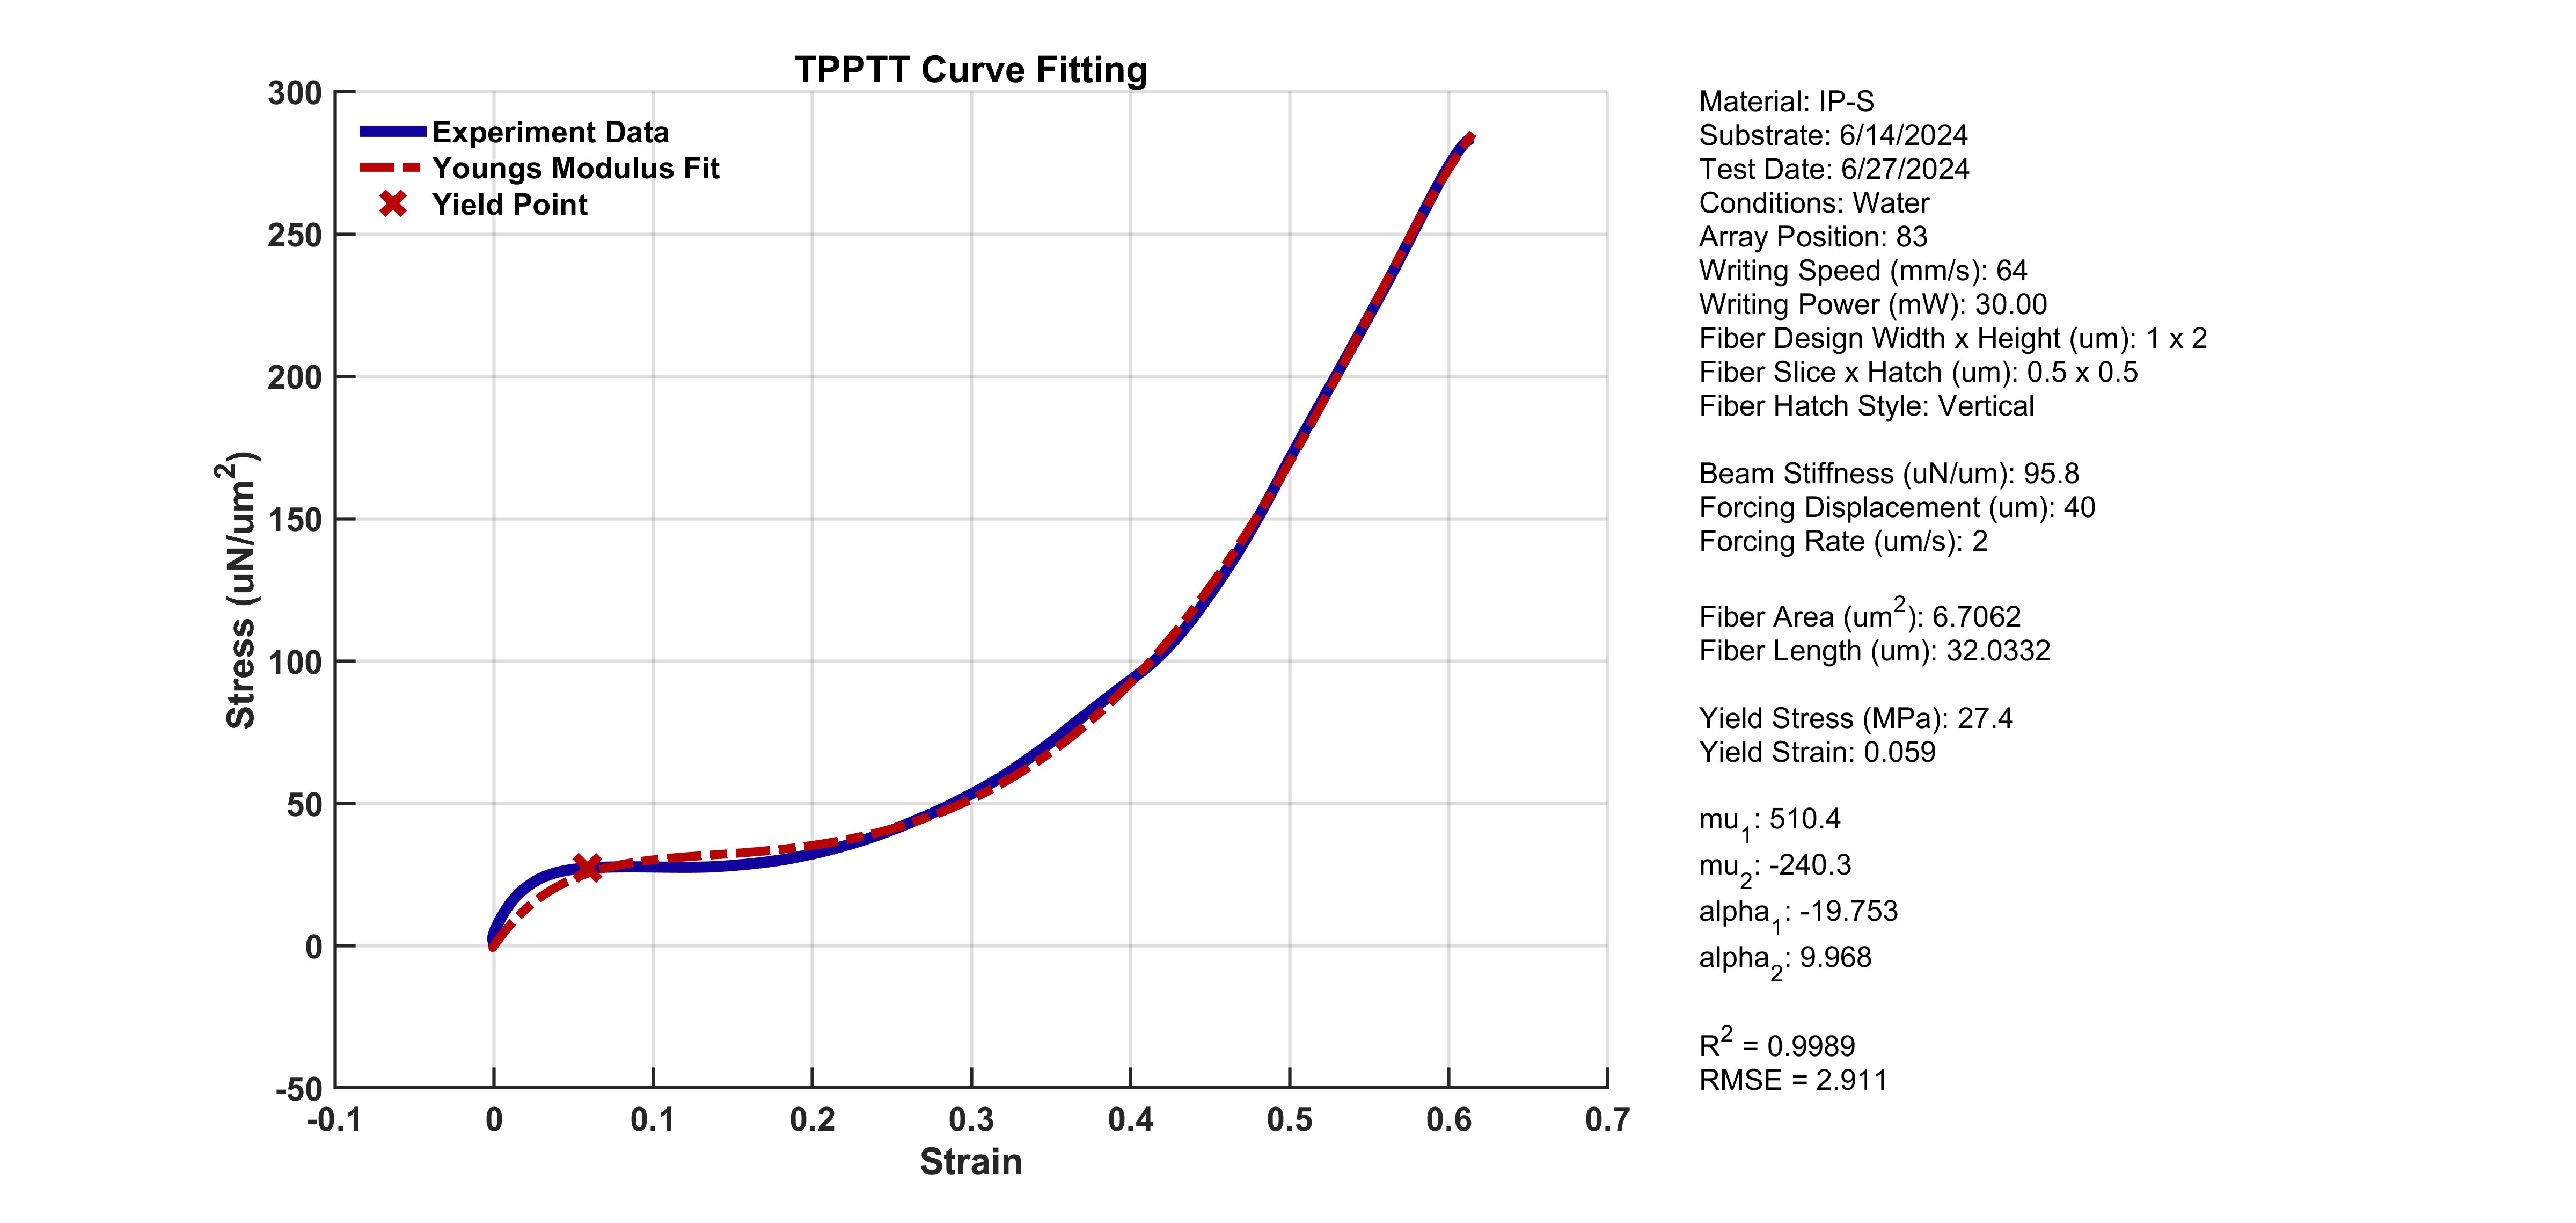 TPPTT Curve Fitting
300
250
200
150
100
50
0
-50
-0.1 0 0.1 0.2 0.3 0.4 0.5 0.6 0.7
Strain
Stress (uN/um²)
Experiment Data
Youngs Modulus Fit
Yield Point
Material: IP-S
Substrate: 6/14/2024
Test Date: 6/27/2024
Conditions: Water
Array Position: 83
Writing Speed (mm/s): 64
Writing Power (mW): 30.00
Fiber Design Width x Height (um): 1 x 2
Fiber Slice x Hatch (um): 0.5 x 0.5
Fiber Hatch Style: Vertical
Beam Stiffness (uN/um): 95.8
Forcing Displacement (um): 40
Forcing Rate (um/s): 2
Fiber Area (um²): 6.7062
Fiber Length (um): 32.0332
Yield Stress (MPa): 27.4
Yield Strain: 0.059
mu₁: 510.4
mu₂: -240.3
alpha₁: -19.753
alpha₂: 9.968
R² = 0.9989
RMSE = 2.911